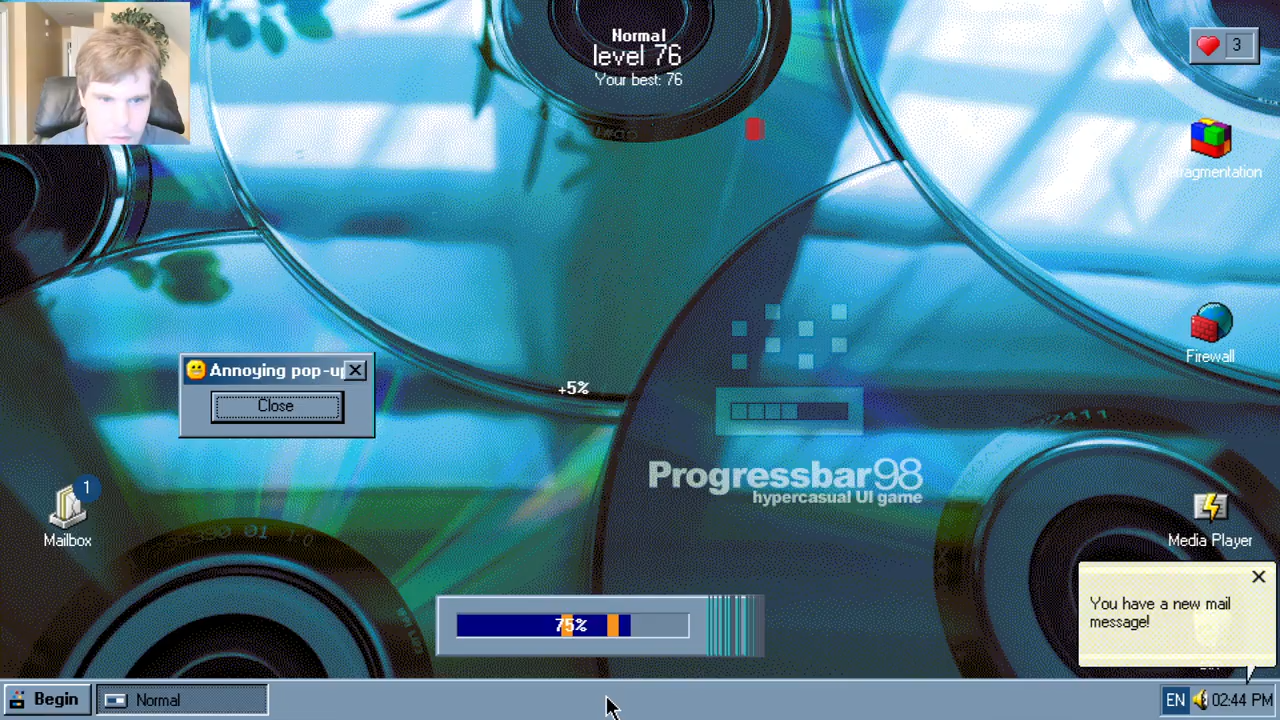 Normal
level 76
Your best: 76
3
Defragmentation
Firewall
Annoying pop-up
Close
+5%
Progressbar98
hypercasual UI game
1
Mailbox
Media Player
You have a new mail
message!
75%
Begin
Normal
EN
02:44 PM